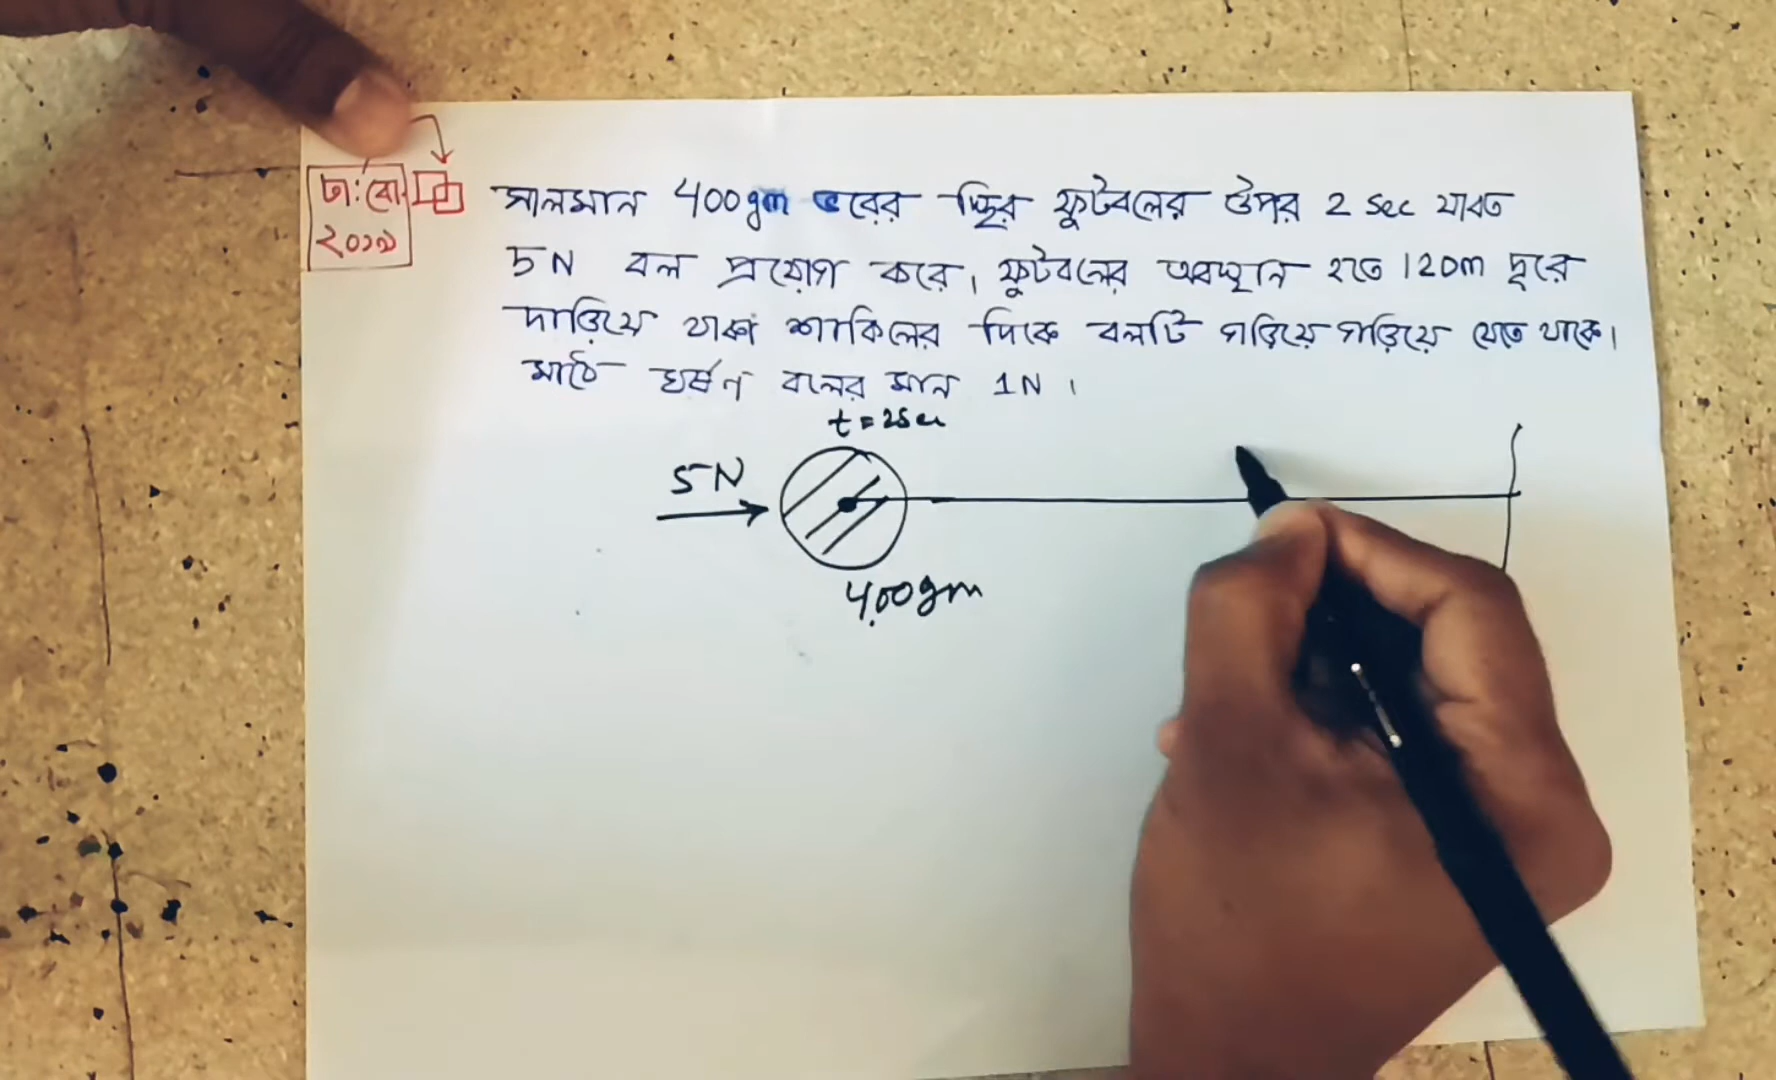 ঢা:বো:
২০১৯
সালমান 400gm ভরের স্থির ফুটবলের উপর 2 sec যাবত
5N বল প্রয়োগ করে। ফুটবলের অবস্থান হতে 120m দূরে
দাড়িয়ে থাকা শাকিলের দিকে বলটি গড়িয়ে গড়িয়ে যেতে থাকে।
মাঠে ঘর্ষণ বলের মান 1N।
t = 2sec
5N
400gm